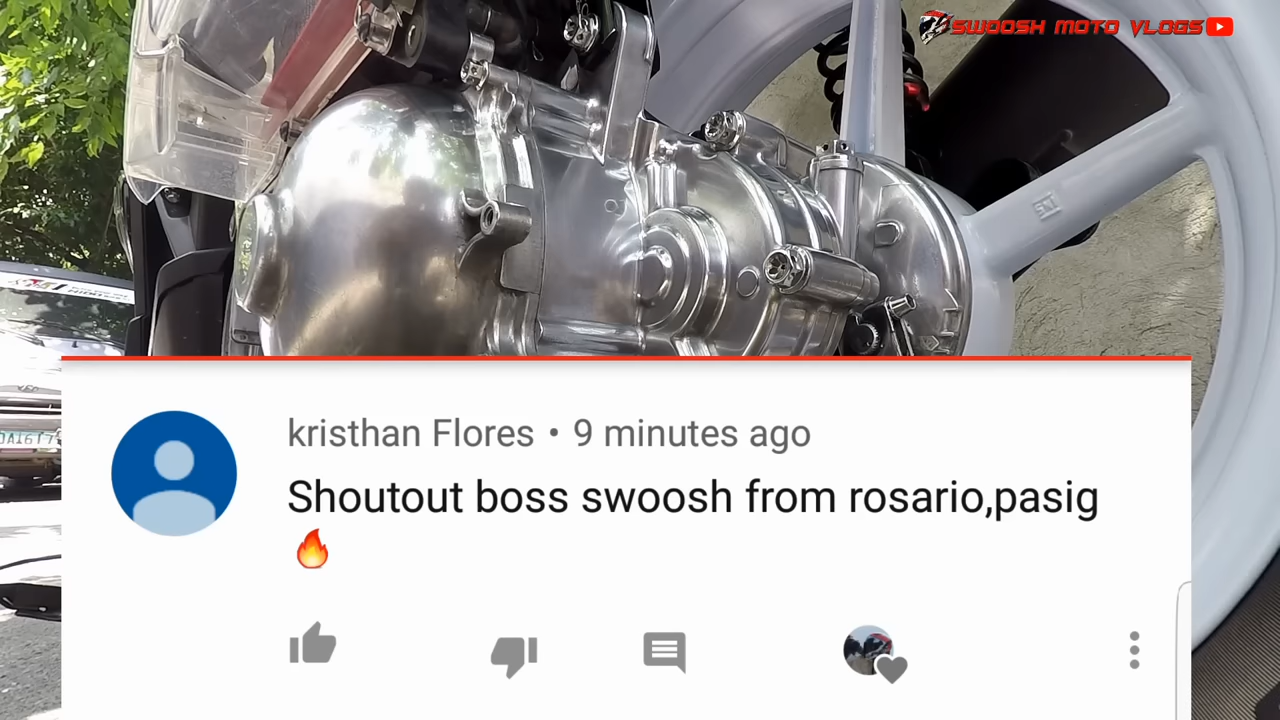 SWOOSH MOTO VLOGS
kristhan Flores • 9 minutes ago
Shoutout boss swoosh from rosario,pasig
🔥